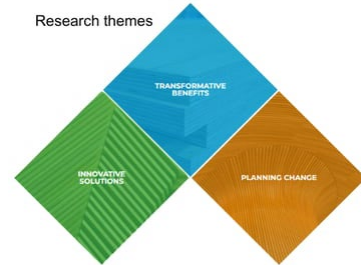 Research themes
TRANSFORMATIVE
BENEFITS
INNOVATIVE
SOLUTIONS
PLANNING CHANGE